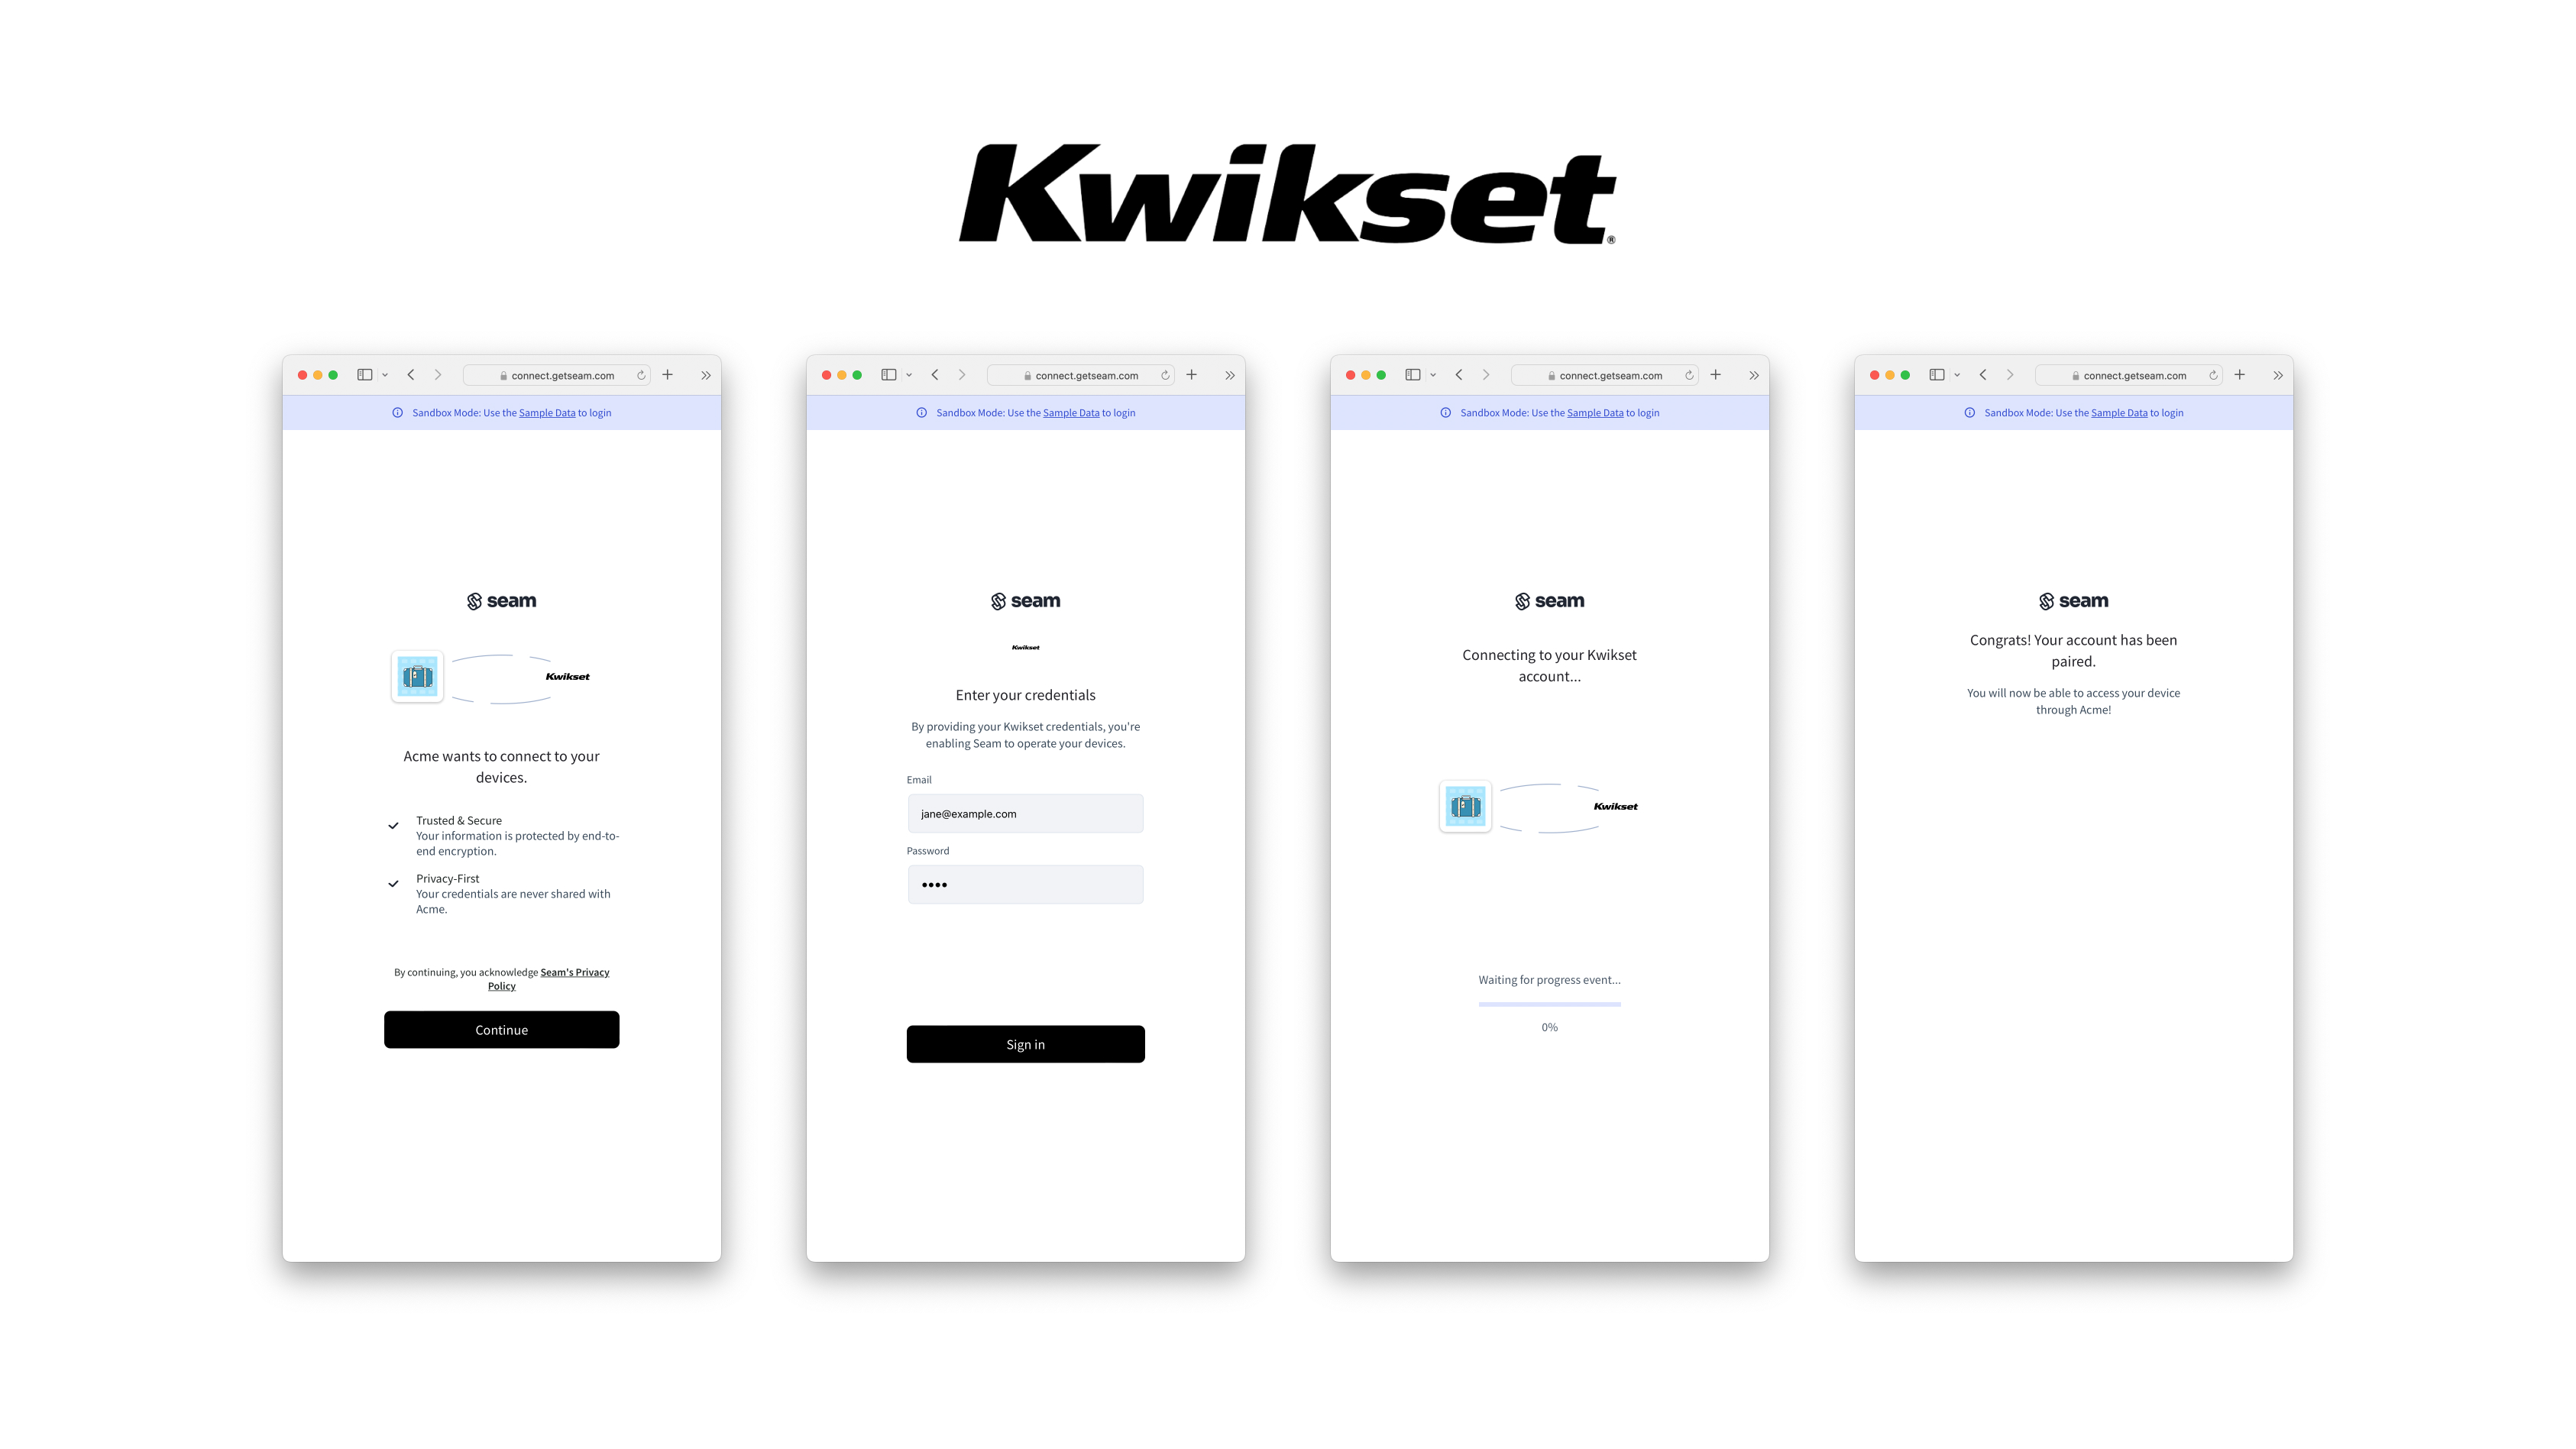 Kwikset®
connect.getseam.com
Sandbox Mode: Use the Sample Data to login
seam
Kwikset
Acme wants to connect to your
devices.
Trusted & Secure
Your information is protected by end-to-
end encryption.
Privacy-First
Your credentials are never shared with
Acme.
By continuing, you acknowledge Seam's Privacy
Policy
Continue
connect.getseam.com
Sandbox Mode: Use the Sample Data to login
seam
Kwikset
Enter your credentials
By providing your Kwikset credentials, you're
enabling Seam to operate your devices.
Email
jane@example.com
Password
••••
Sign in
connect.getseam.com
Sandbox Mode: Use the Sample Data to login
seam
Connecting to your Kwikset
account...
Kwikset
Waiting for progress event...
0%
connect.getseam.com
Sandbox Mode: Use the Sample Data to login
seam
Congrats! Your account has been
paired.
You will now be able to access your device
through Acme!